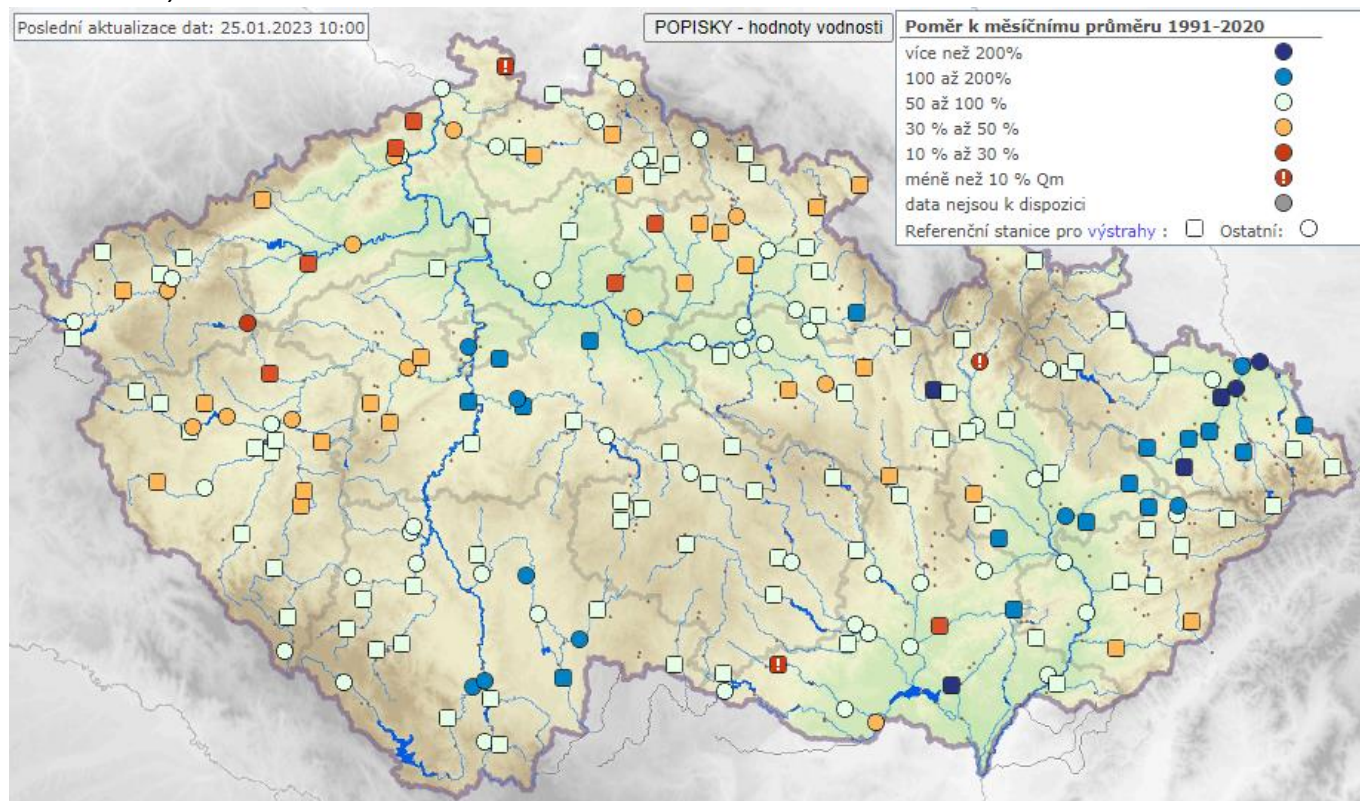 Poslední aktualizace dat: 25.01.2023 10:00
POPISKY - hodnoty vodnosti
Poměr k měsíčnímu průměru 1991-2020
více než 200%
100 až 200%
50 až 100 %
30 % až 50 %
10 % až 30 %
méně než 10 % Qm
data nejsou k dispozici
Referenční stanice pro výstrahy : Ostatní: